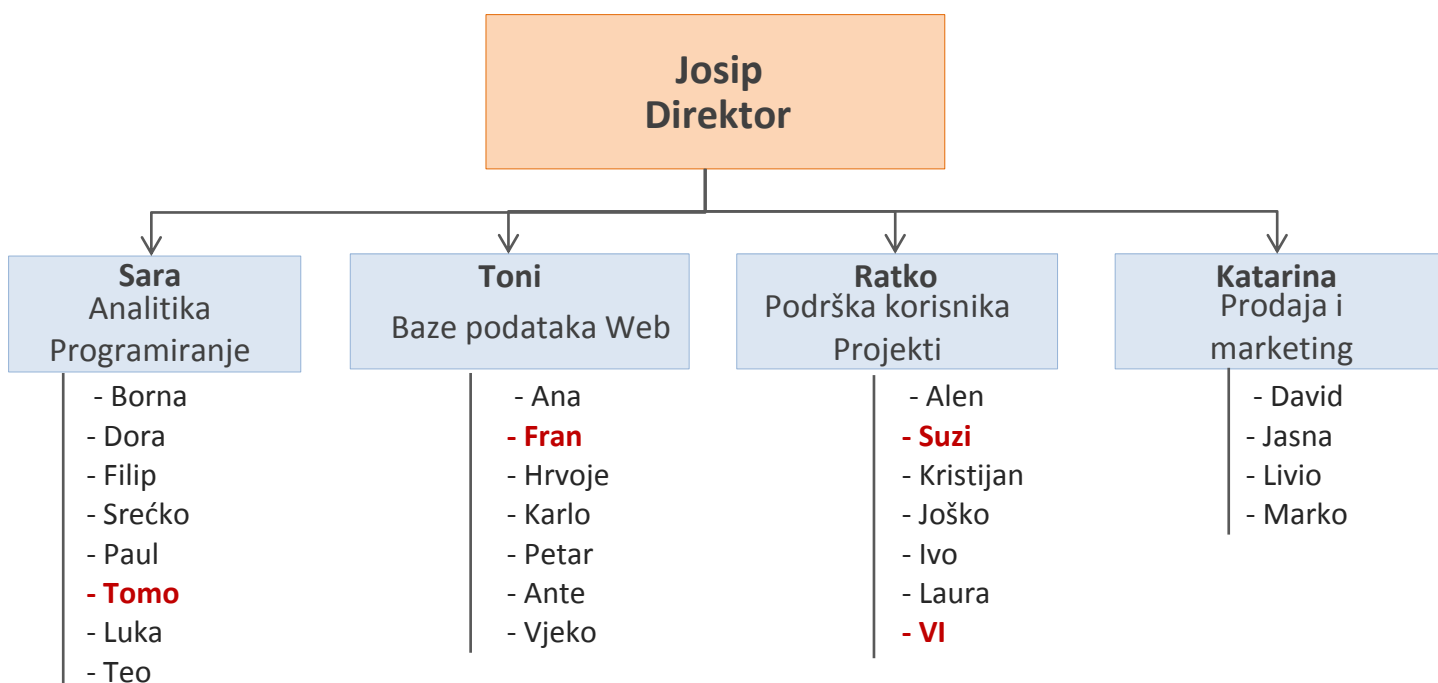 Josip
Direktor
Sara
Analitika
Programiranje
- Borna
- Dora
- Filip
- Srećko
- Paul
- Tomo
- Luka
- Teo
Toni
Baze podataka Web
- Ana
- Fran
- Hrvoje
- Karlo
- Petar
- Ante
- Vjeko
Ratko
Podrška korisnika
Projekti
- Alen
- Suzi
- Kristijan
- Joško
- Ivo
- Laura
- VI
Katarina
Prodaja i
marketing
- David
- Jasna
- Livio
- Marko